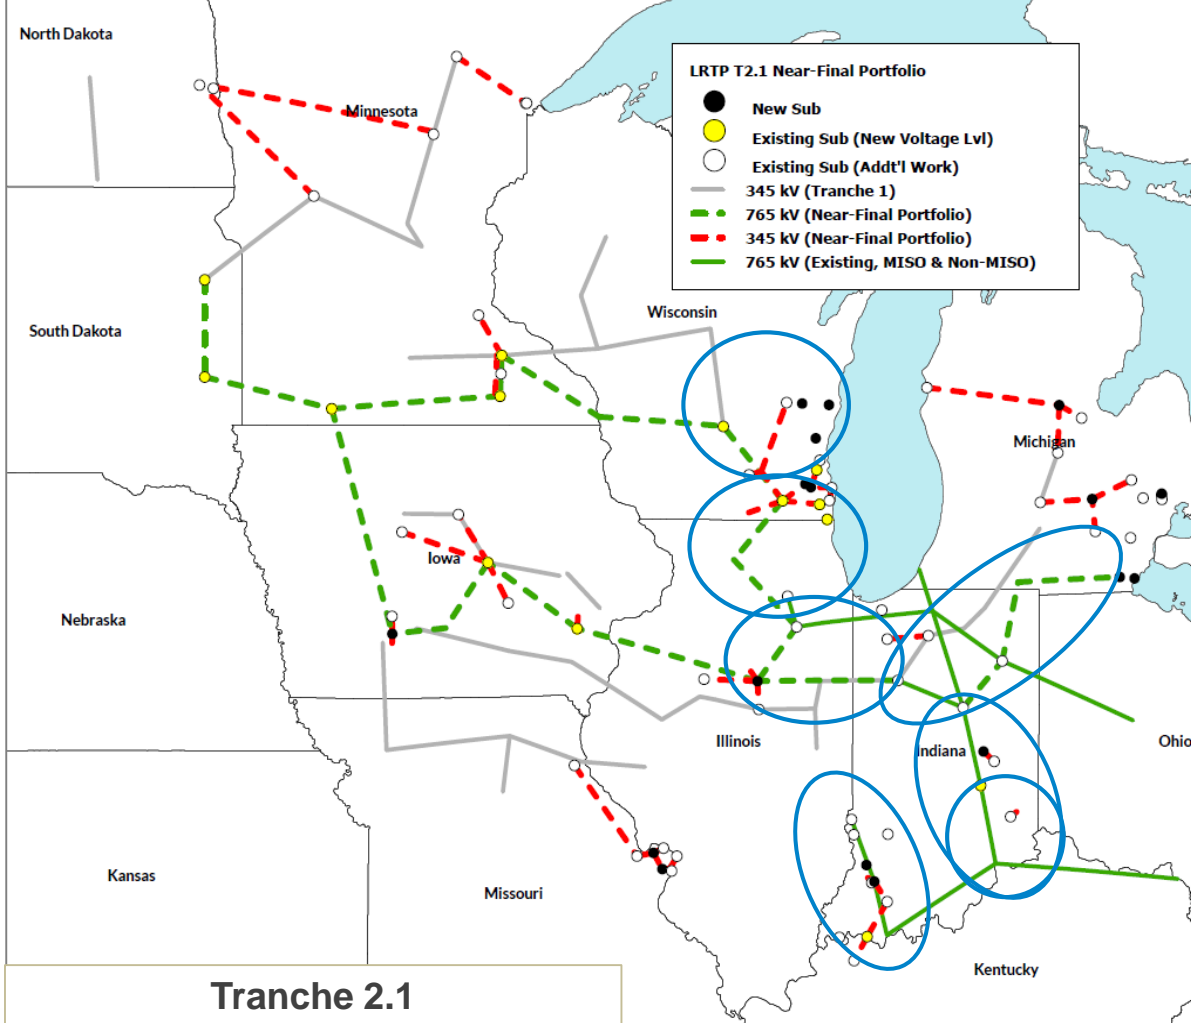 North Dakota
Minnesota
LRTP T2.1 Near-Final Portfolio
New Sub
Existing Sub (New Voltage Lvl)
Existing Sub (Addt'l Work)
345 kV (Tranche 1)
765 kV (Near-Final Portfolio)
345 kV (Near-Final Portfolio)
765 kV (Existing, MISO & Non-MISO)
South Dakota
Wisconsin
Michigan
Iowa
Nebraska
Illinois
Indiana
Ohio
Kansas
Missouri
Kentucky
Tranche 2.1